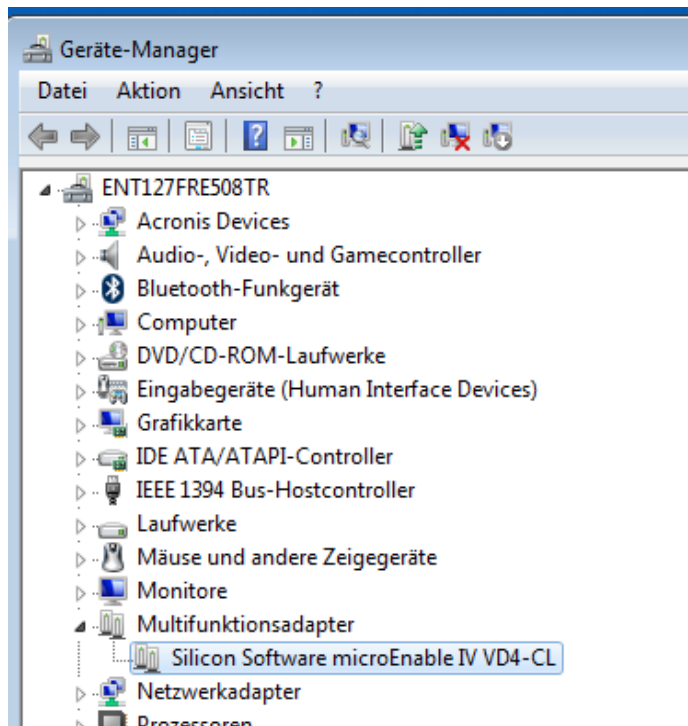 Geräte-Manager
Datei Aktion Ansicht ?
ENT127FRE508TR
Acronis Devices
Audio-, Video- und Gamecontroller
Bluetooth-Funkgerät
Computer
DVD/CD-ROM-Laufwerke
Eingabegeräte (Human Interface Devices)
Grafikkarte
IDE ATA/ATAPI-Controller
IEEE 1394 Bus-Hostcontroller
Laufwerke
Mäuse und andere Zeigegeräte
Monitore
Multifunktionsadapter
Silicon Software microEnable IV VD4-CL
Netzwerkadapter
Prozessoren